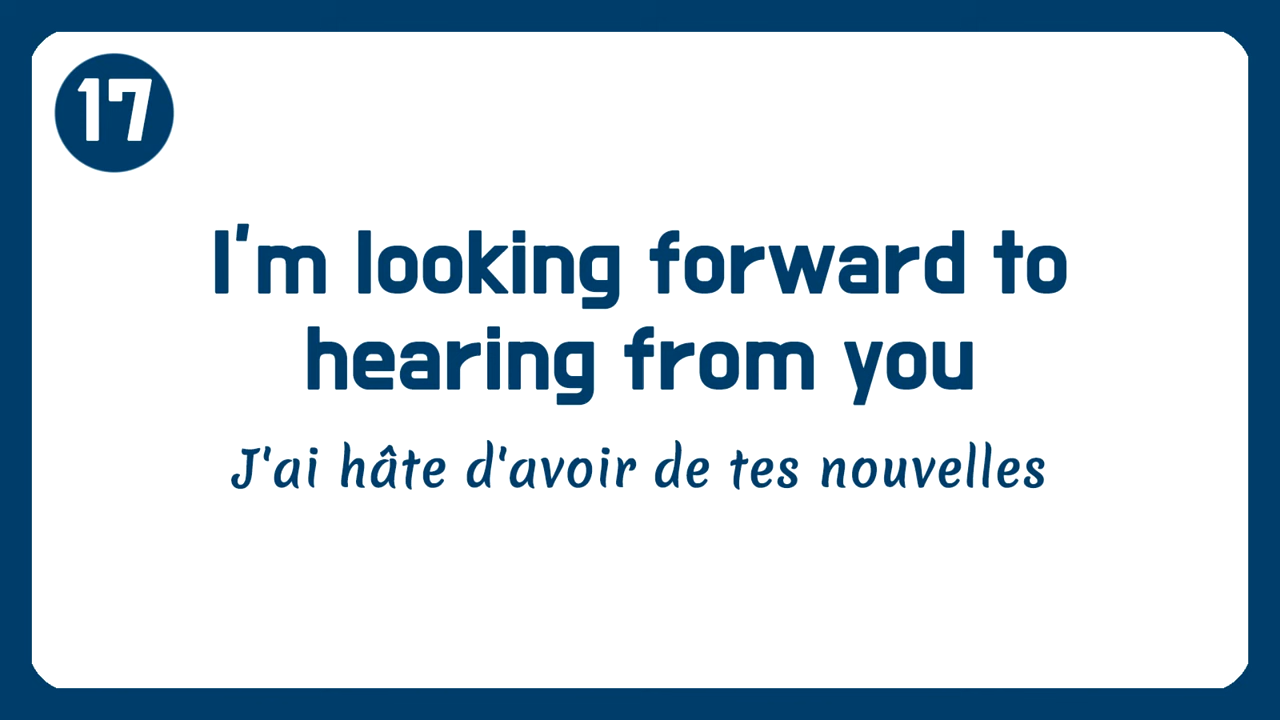 17
I'm looking forward to
hearing from you
J'ai hâte d'avoir de tes nouvelles